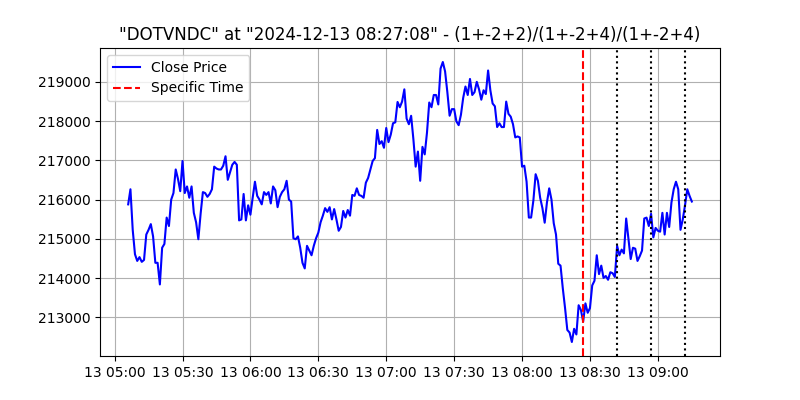 "DOTVNDC" at "2024-12-13 08:27:08" - (1+-2+2)/(1+-2+4)/(1+-2+4)
Close Price
Specific Time
219000
218000
217000
216000
215000
214000
213000
13 05:00 13 05:30 13 06:00 13 06:30 13 07:00 13 07:30 13 08:00 13 08:30 13 09:00